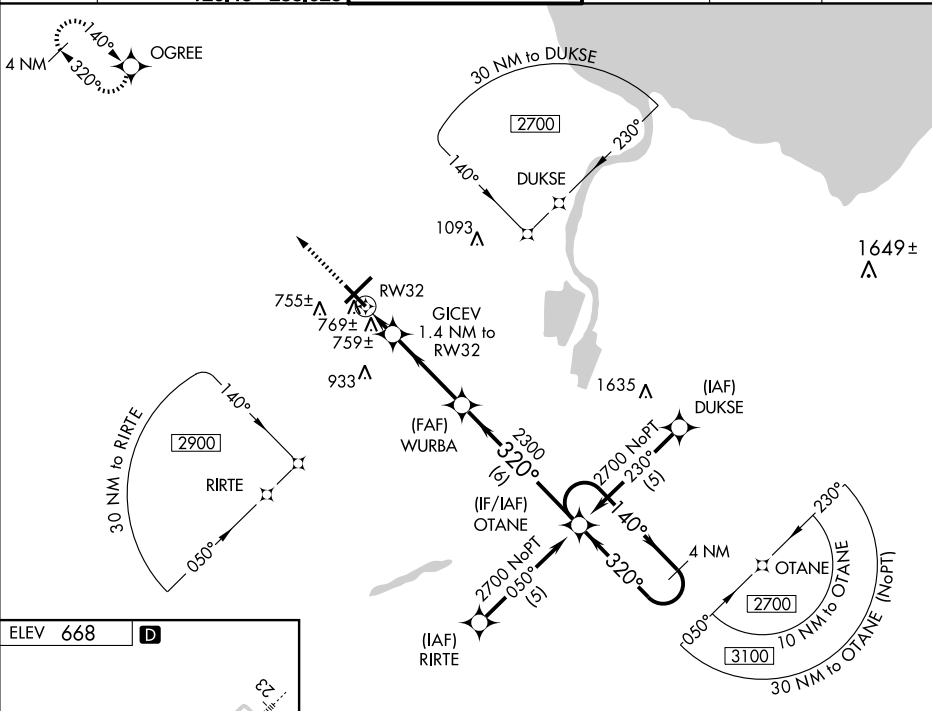 140°
OGREE
4 NM
320°
30 NM to DUKSE
2700
230°
140°
DUKSE
1093
1649±
RW32
755±
769±
759±
GICEV
1.4 NM to
RW32
933
1635
(IAF)
DUKSE
140°
2900
30 NM to RIRTE
RIRTE
050°
(FAF)
WURBA
2300
320°
(6)
2700 NoPT
230°
(5)
(IF/IAF)
OTANE
140°
4 NM
320°
2700 NoPT
050°
(5)
(IAF)
RIRTE
230°
OTANE
050°
2700
10 NM to OTANE
3100
30 NM to OTANE (NoPT)
ELEV 668 D
23